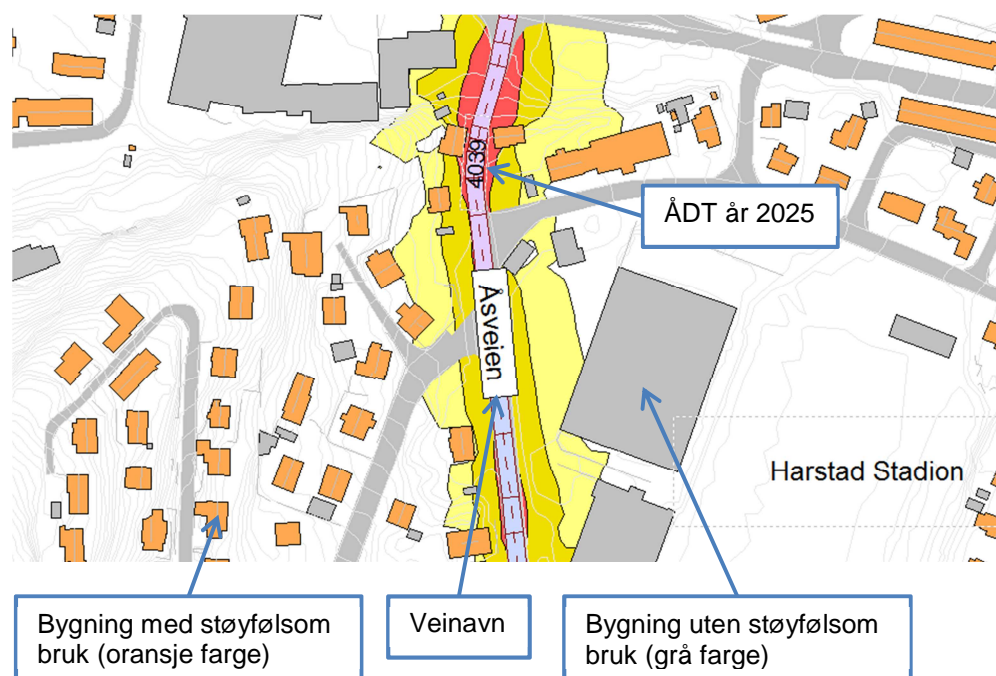 4039
ÅDT år 2025
Åsveien
Harstad Stadion
Bygning med støyfølsom
bruk (oransje farge)
Veinavn
Bygning uten støyfølsom
bruk (grå farge)